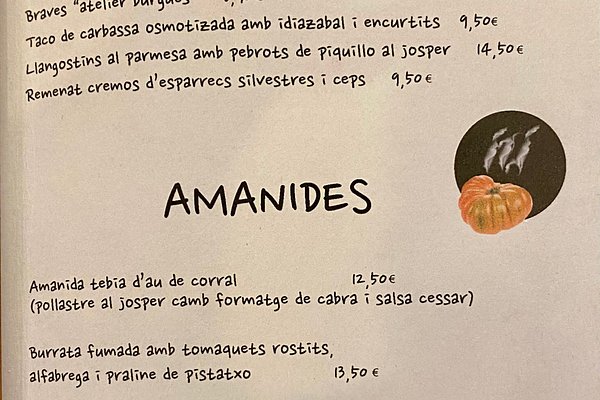 Braves "atelier burgués"
Taco de carbassa osmotizada amb idiazabal i encurtits 9,50€
Llangostins al parmesa amb pebrots de piquillo al josper 14,50€
Remenat cremos d'esparrecs silvestres i ceps 9,50€
AMANIDES
Amanida tebia d'au de corral 12,50€
(pollastre al josper camb formatge de cabra i salsa cessar)
Burrata fumada amb tomaquets rostits,
alfabrega i praline de pistatxo 13,50€